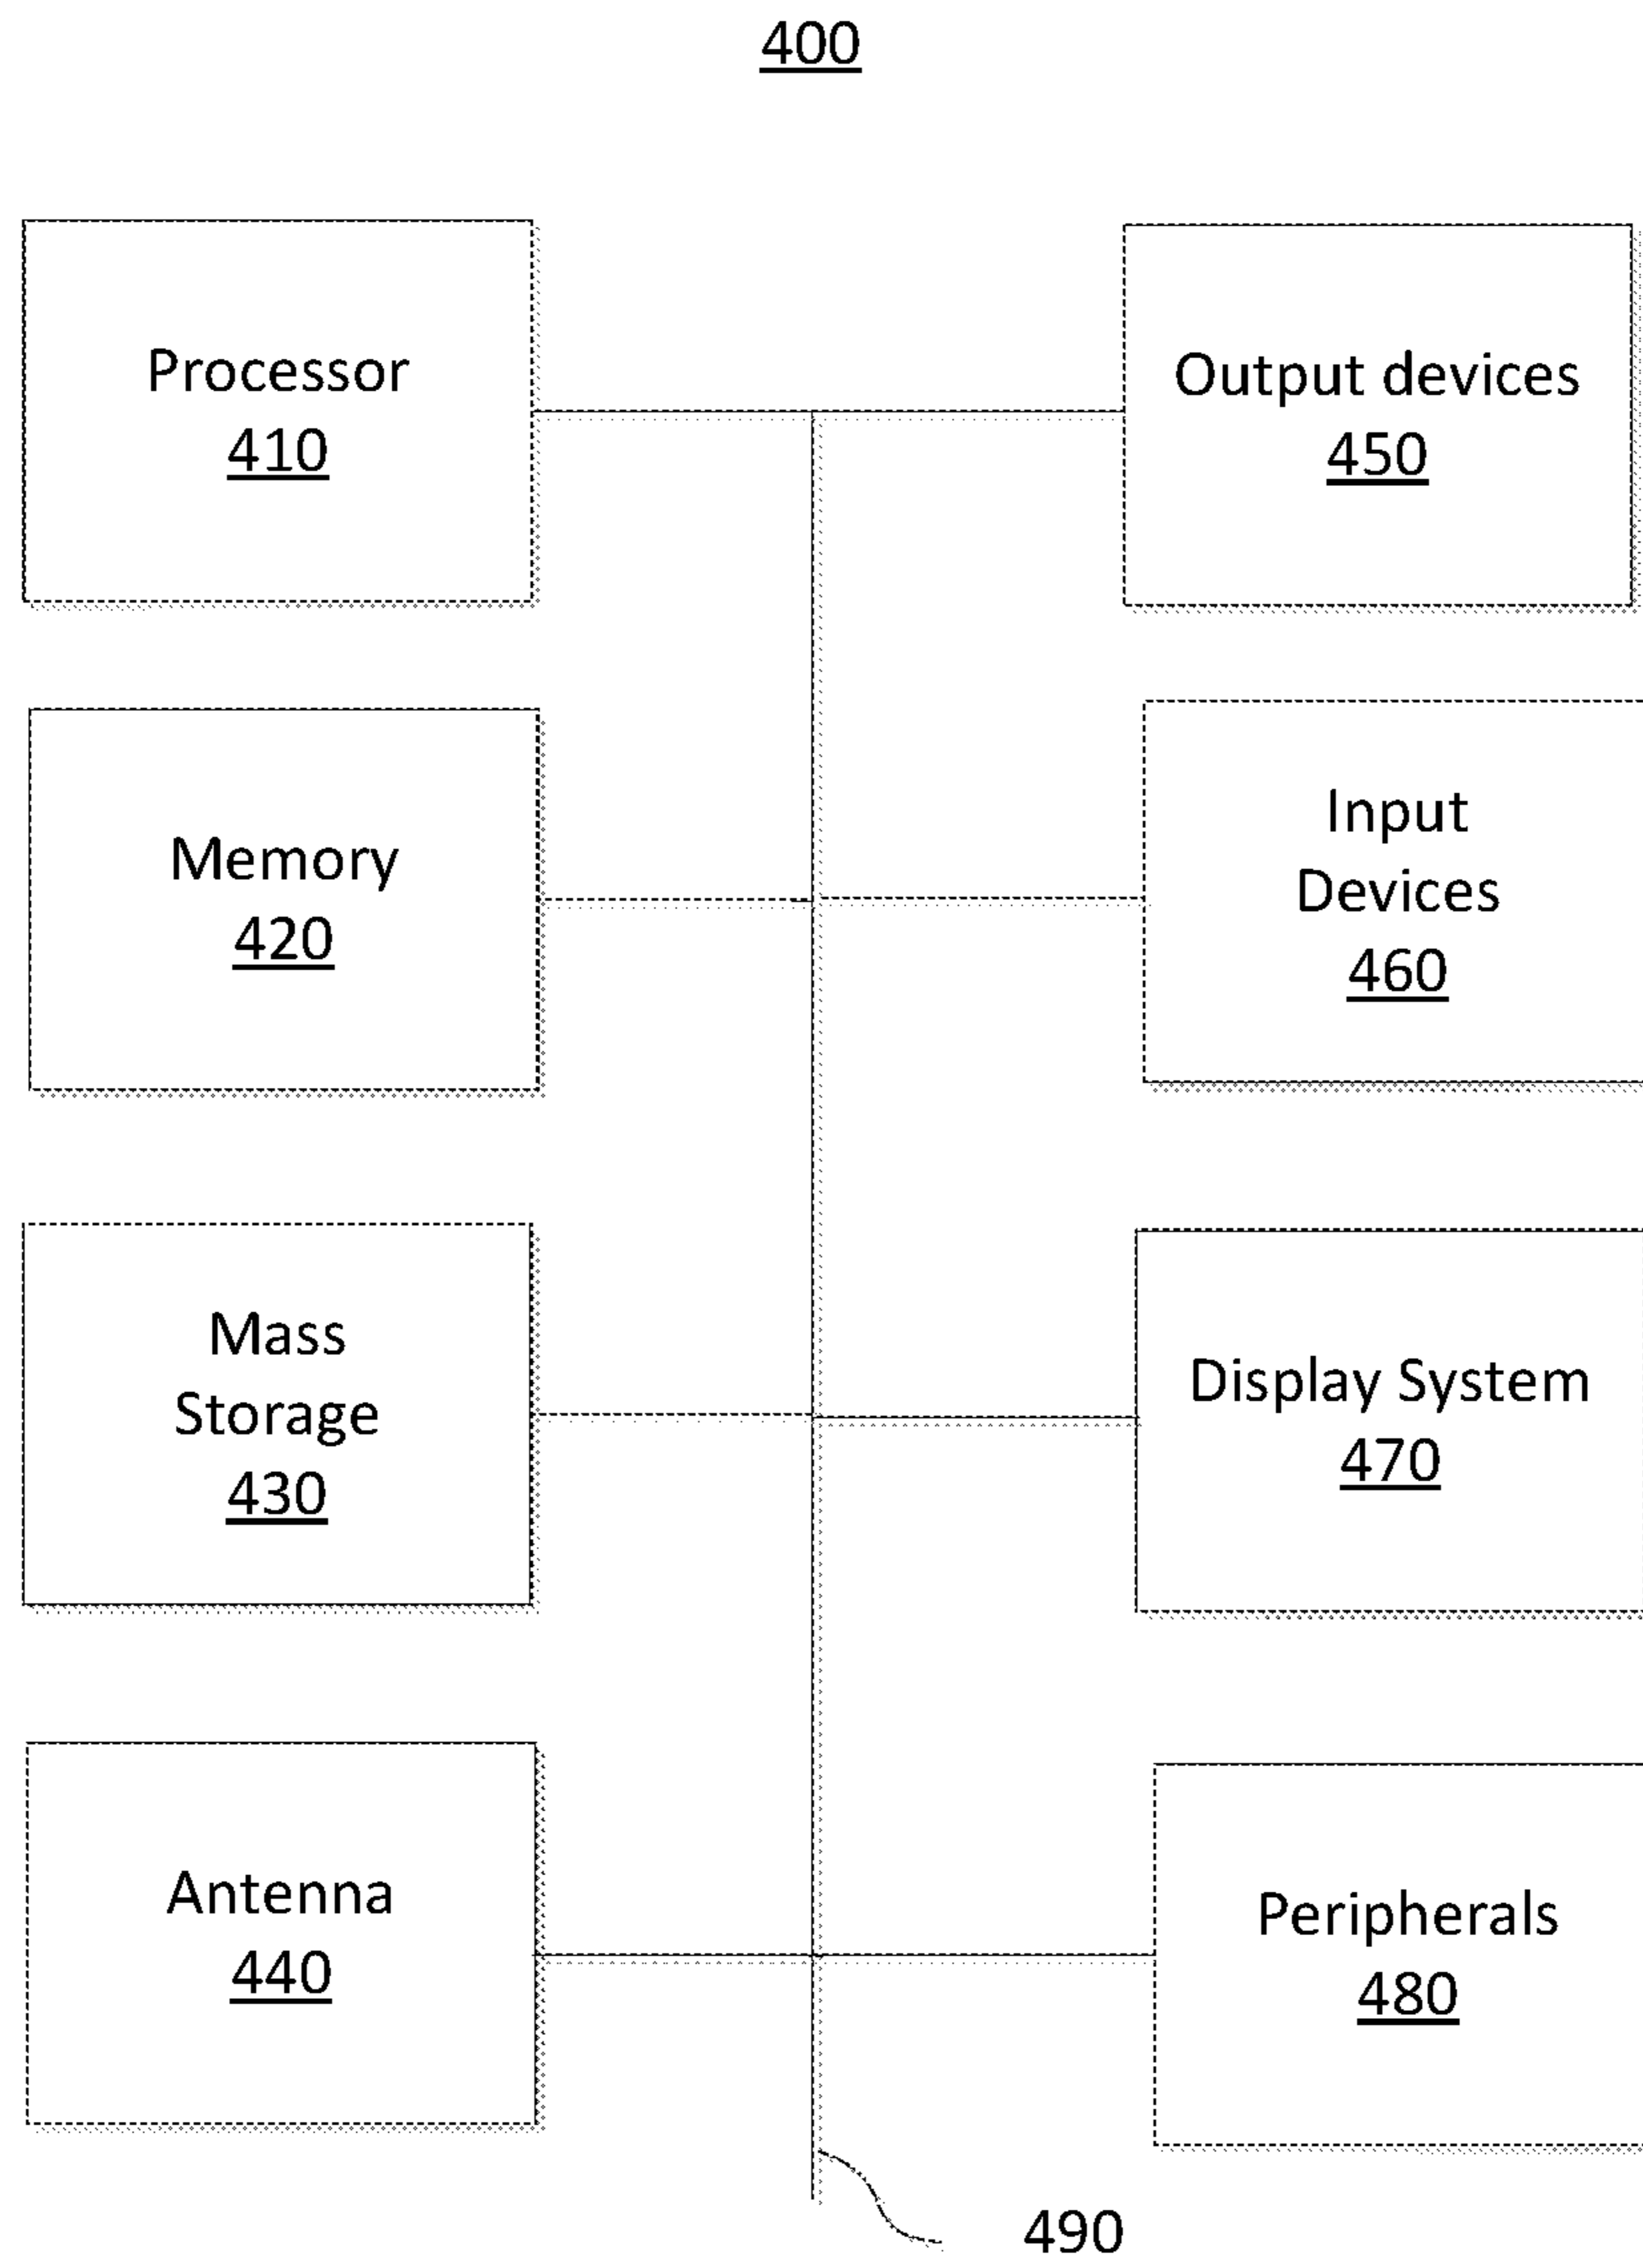 400
Processor
410
Output devices
450
Memory
420
Input
Devices
460
Mass
Storage
430
Display System
470
Antenna
440
Peripherals
480
490